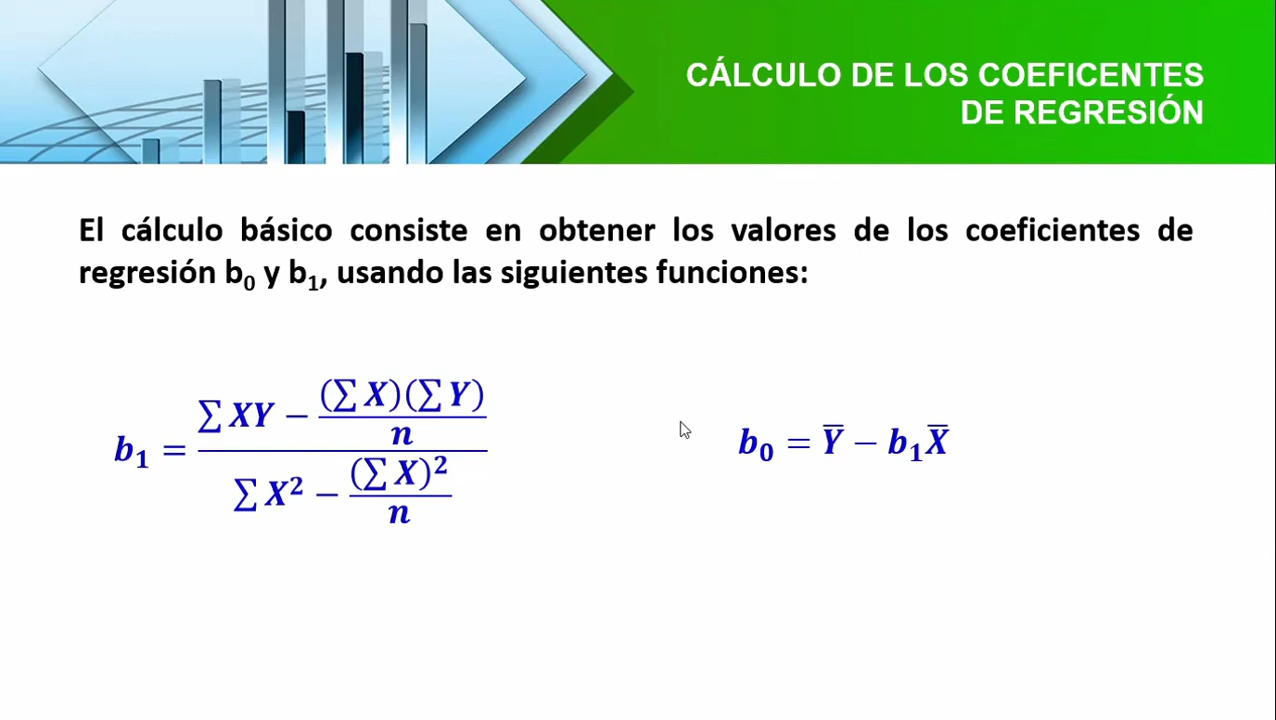 CÁLCULO DE LOS COEFICENTES
DE REGRESIÓN
El cálculo básico consiste en obtener los valores de los coeficientes de
regresión b₀ y b₁, usando las siguientes funciones:
b₁ = (∑ XY − (∑ X)(∑ Y)/n) / (∑ X² − (∑ X)²/n)
b₀ = Y̅ − b₁X̅